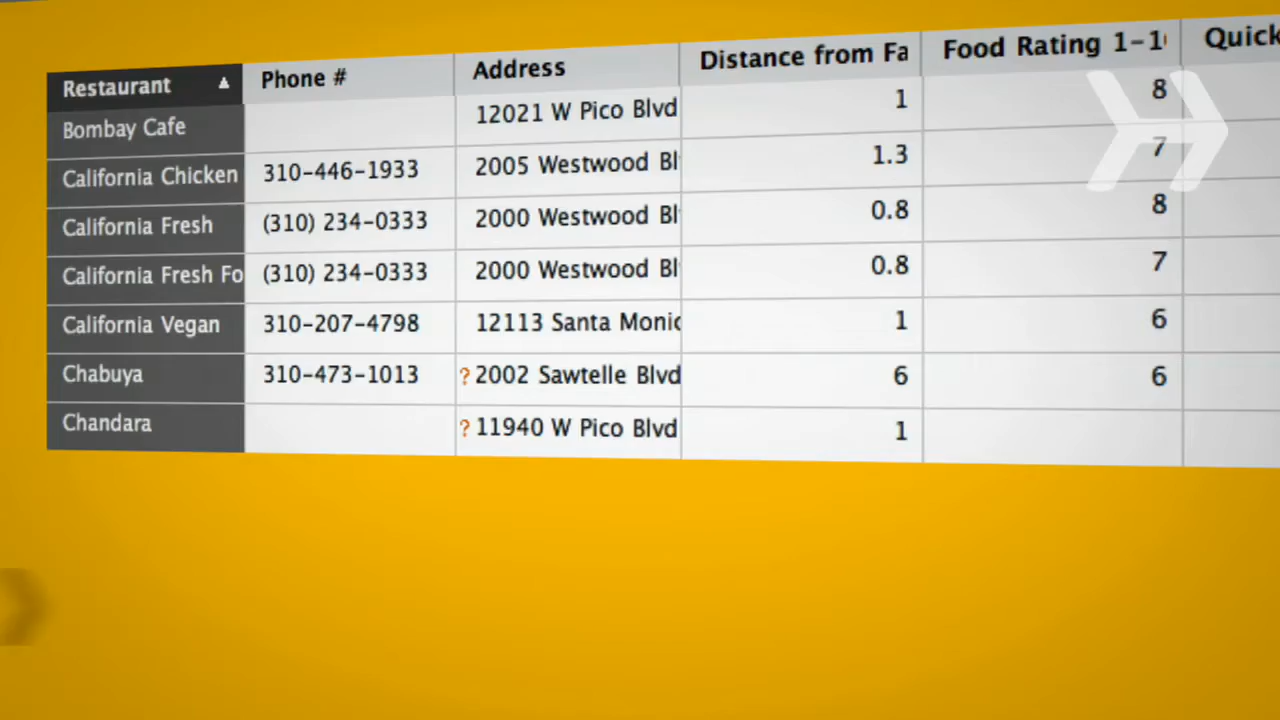 Restaurant ▲ Phone # Address Distance from Fa Food Rating 1-1 Quick
Bombay Cafe 12021 W Pico Blvd 1 8
California Chicken 310-446-1933 2005 Westwood Bl 1.3 7
California Fresh (310) 234-0333 2000 Westwood Bl 0.8 8
California Fresh Fo (310) 234-0333 2000 Westwood Bl 0.8 7
California Vegan 310-207-4798 12113 Santa Monic 1 6
Chabuya 310-473-1013 ? 2002 Sawtelle Blvd 6 6
Chandara ? 11940 W Pico Blvd 1